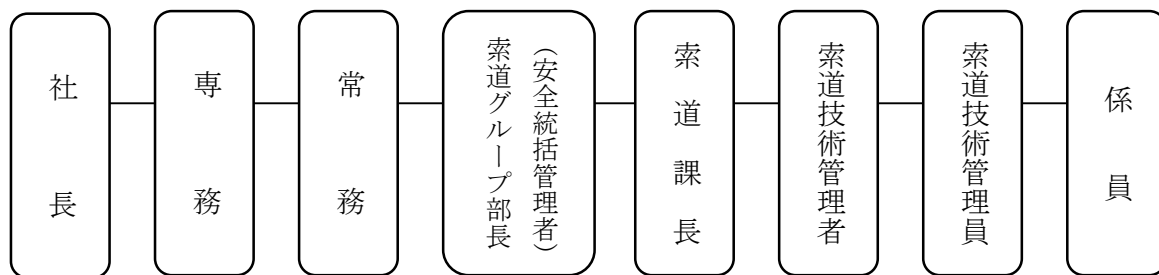 社長
専務
常務
（安全統括管理者）
索道グループ部長
索道課長
索道技術管理者
索道技術管理員
係員